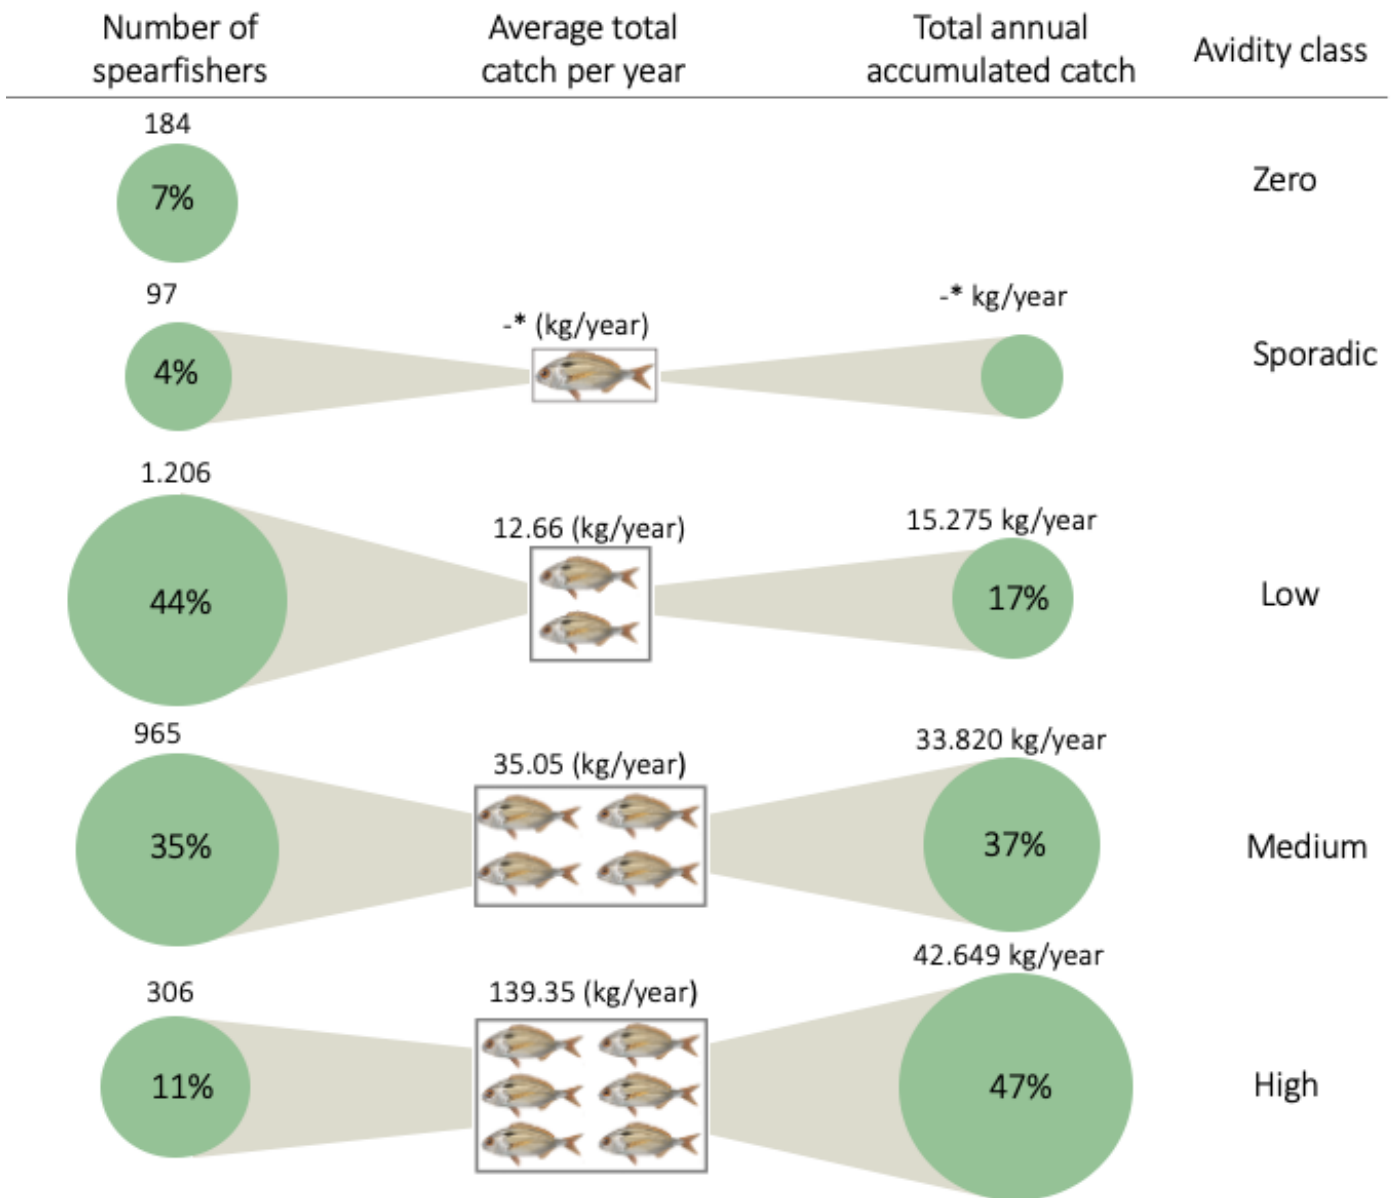 Number of
spearfishers
Average total
catch per year
Total annual
accumulated catch
Avidity class
184
7%
Zero
97
4%
-* (kg/year)
-* kg/year
Sporadic
1.206
44%
12.66 (kg/year)
15.275 kg/year
17%
Low
965
35%
35.05 (kg/year)
33.820 kg/year
37%
Medium
306
11%
139.35 (kg/year)
42.649 kg/year
47%
High